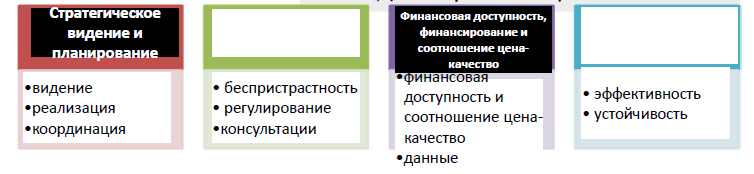 Стратегическое
видение и
планирование
•видение
•реализация
•координация
• беспристрастность
• регулирование
•консультации
Финансовая доступность,
финансирование и
соотношение цена-
качество
•финансовая
доступность и
соотношение цена-
качество
•данные
• эффективность
• устойчивость